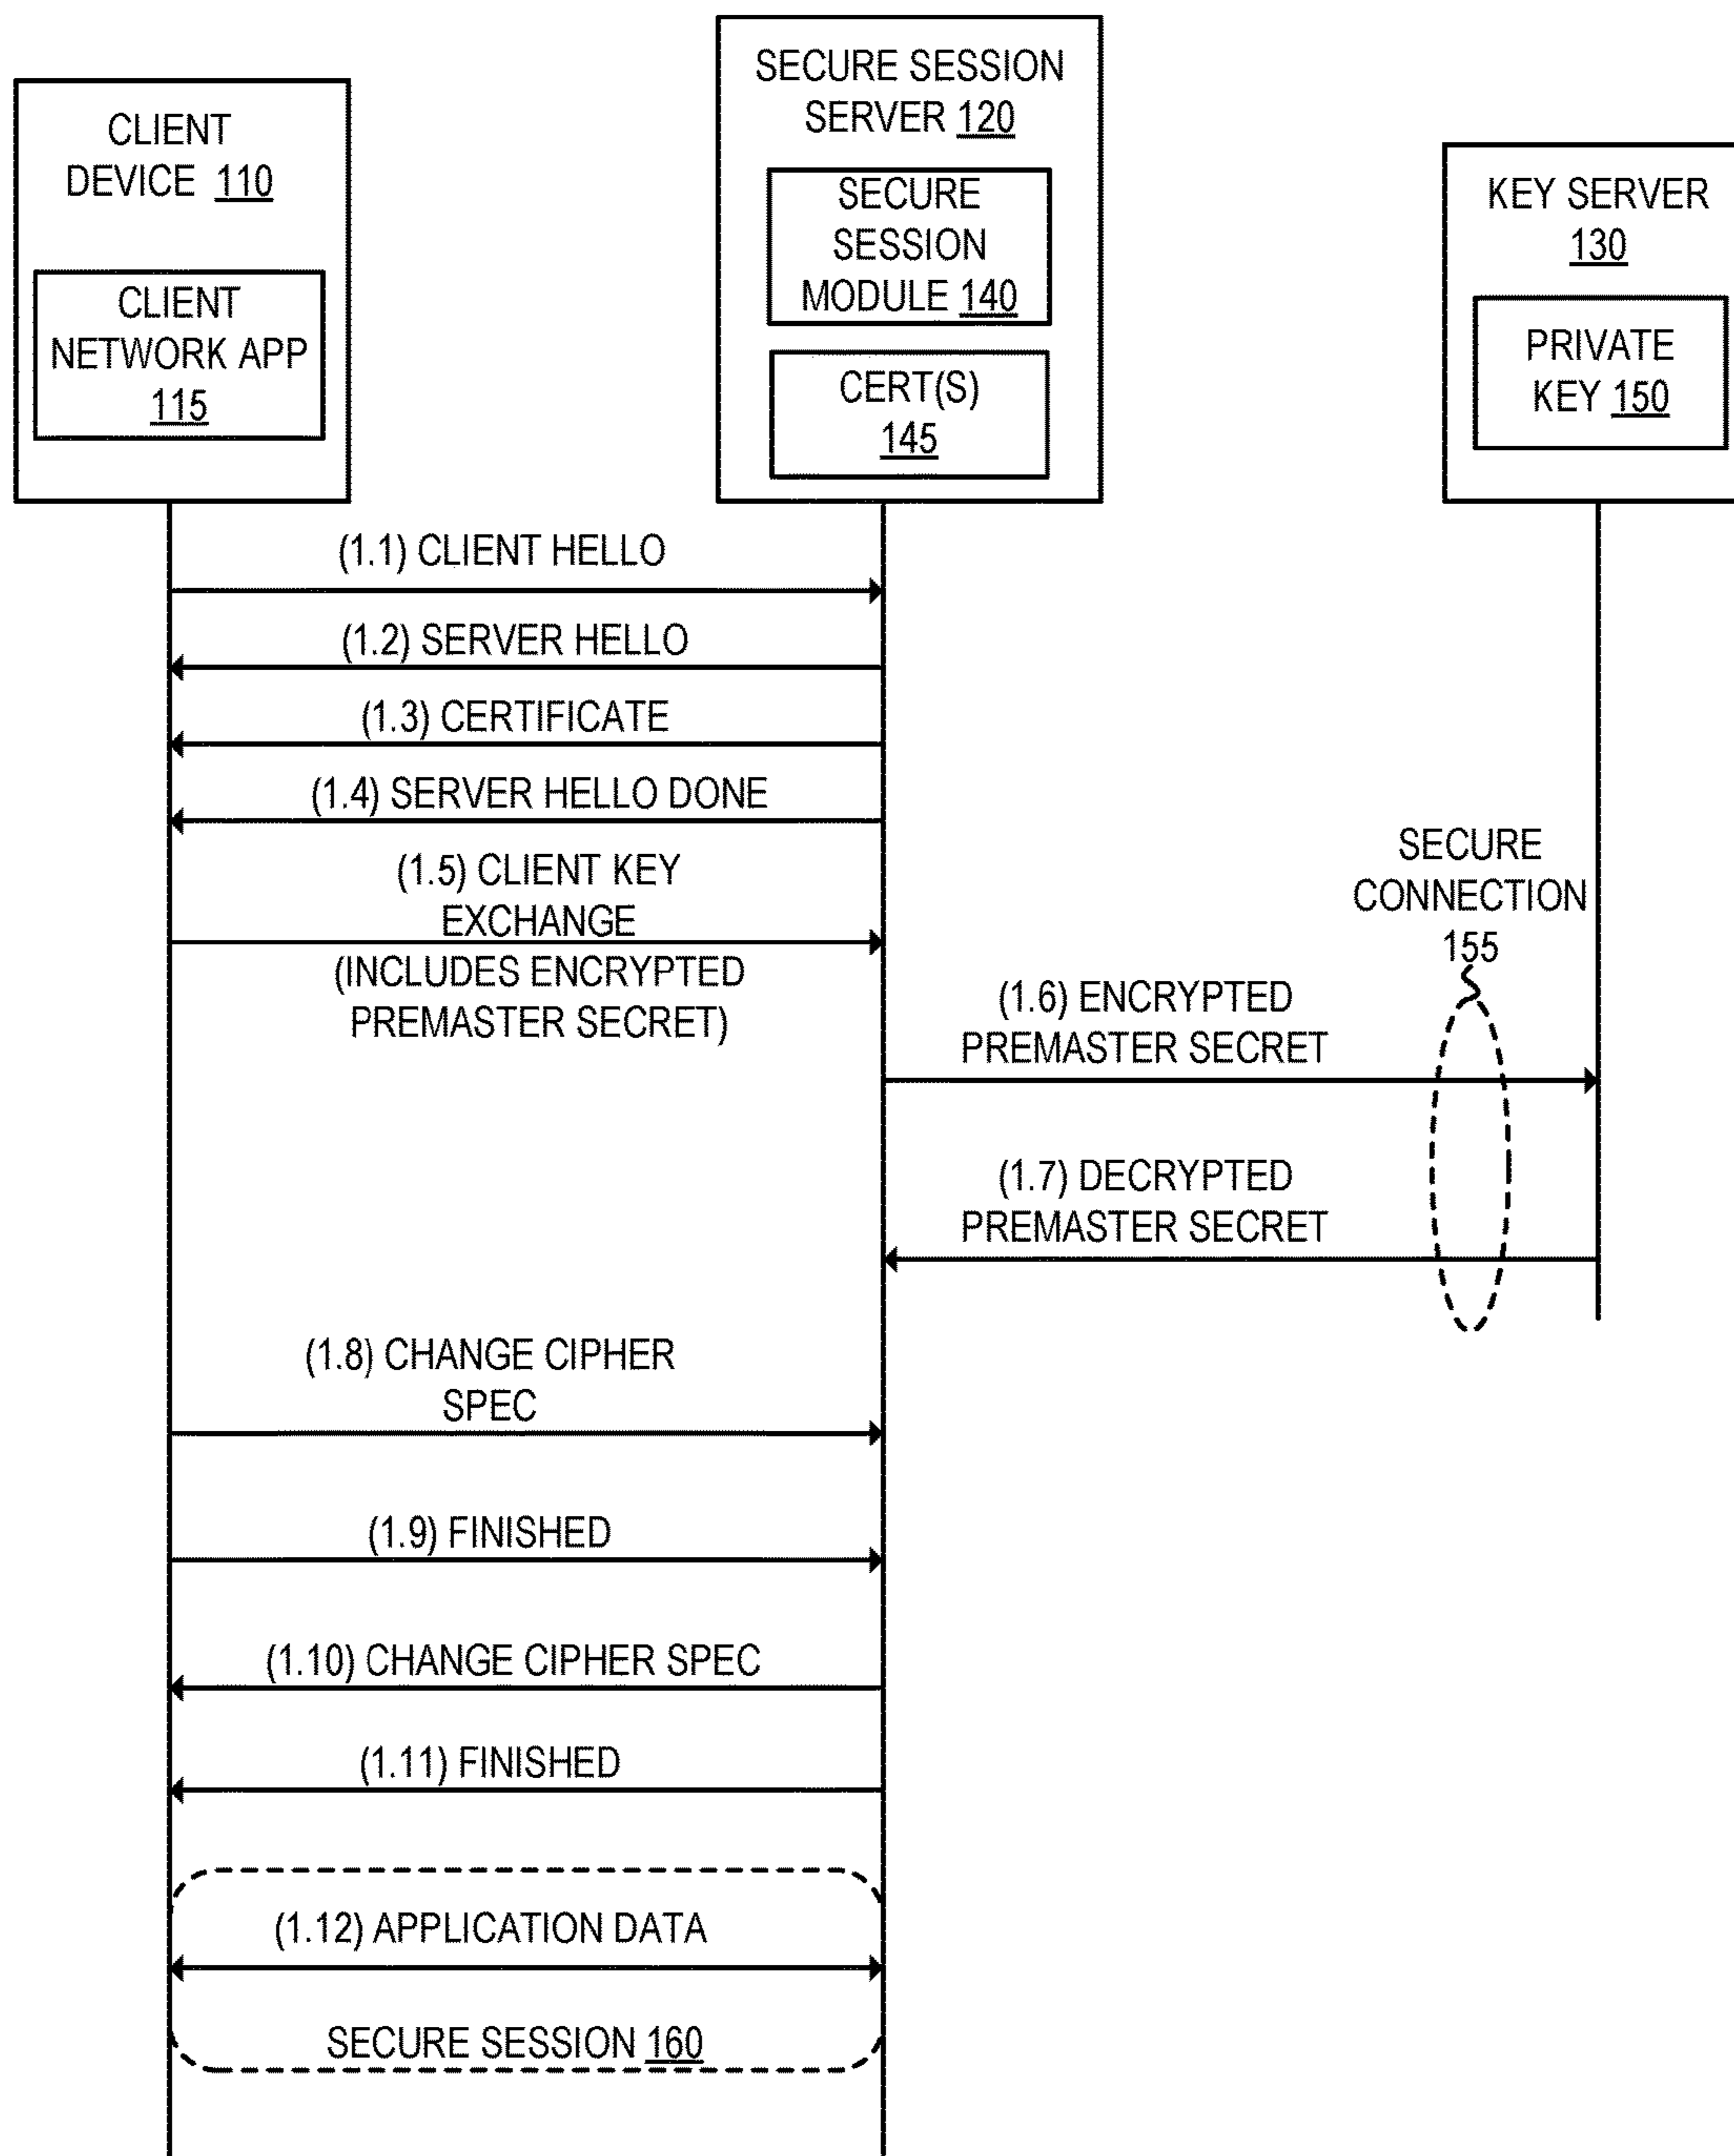 CLIENT
DEVICE 110
CLIENT
NETWORK APP
115
SECURE SESSION
SERVER 120
SECURE
SESSION
MODULE 140
CERT(S)
145
KEY SERVER
130
PRIVATE
KEY 150
(1.1) CLIENT HELLO
(1.2) SERVER HELLO
(1.3) CERTIFICATE
(1.4) SERVER HELLO DONE
(1.5) CLIENT KEY
EXCHANGE
(INCLUDES ENCRYPTED
PREMASTER SECRET)
SECURE
CONNECTION
155
(1.6) ENCRYPTED
PREMASTER SECRET
(1.7) DECRYPTED
PREMASTER SECRET
(1.8) CHANGE CIPHER
SPEC
(1.9) FINISHED
(1.10) CHANGE CIPHER SPEC
(1.11) FINISHED
(1.12) APPLICATION DATA
SECURE SESSION 160